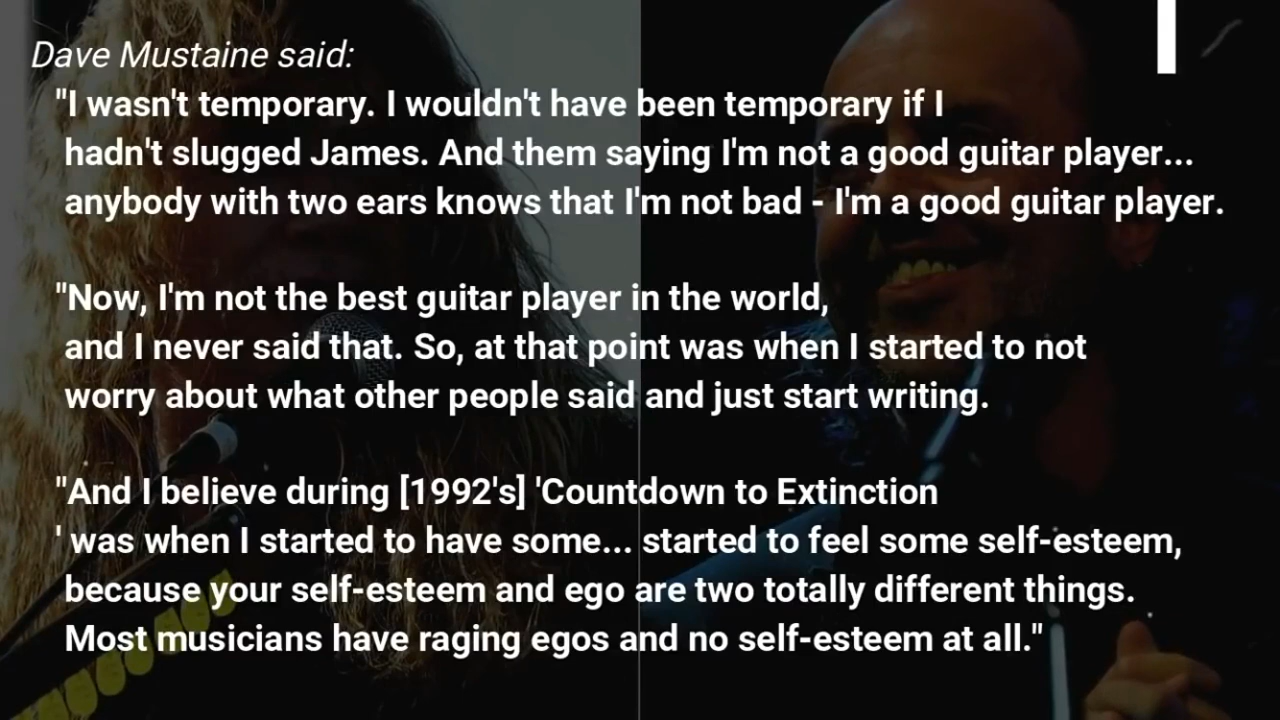 Dave Mustaine said:
"I wasn't temporary. I wouldn't have been temporary if I
hadn't slugged James. And them saying I'm not a good guitar player...
anybody with two ears knows that I'm not bad - I'm a good guitar player.
"Now, I'm not the best guitar player in the world,
and I never said that. So, at that point was when I started to not
worry about what other people said and just start writing.
"And I believe during [1992's] 'Countdown to Extinction
' was when I started to have some... started to feel some self-esteem,
because your self-esteem and ego are two totally different things.
Most musicians have raging egos and no self-esteem at all."